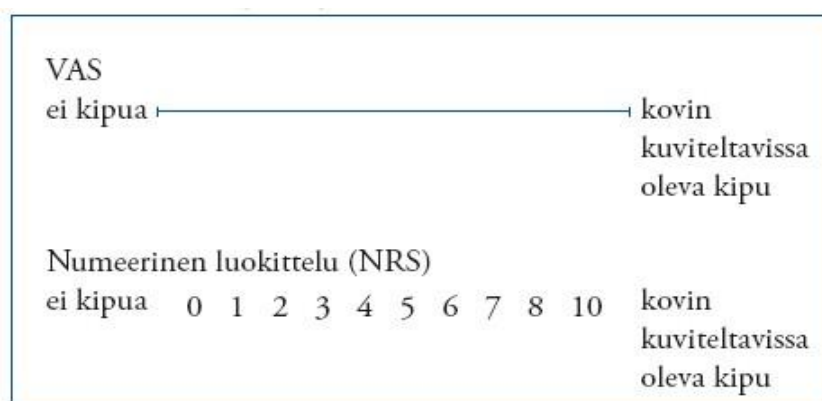 VAS
ei kipua kovin
kuviteltavissa
oleva kipu
Numeerinen luokittelu (NRS)
ei kipua 0 1 2 3 4 5 6 7 8 10 kovin
kuviteltavissa
oleva kipu